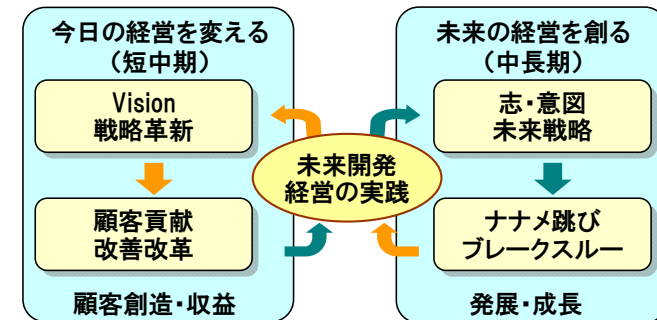 今日の経営を変える
（短中期）
Vision
戦略革新
顧客貢献
改善改革
顧客創造・収益
未来開発
経営の実践
未来の経営を創る
（中長期）
志・意図
未来戦略
ナナメ跳び
ブレークスルー
発展・成長